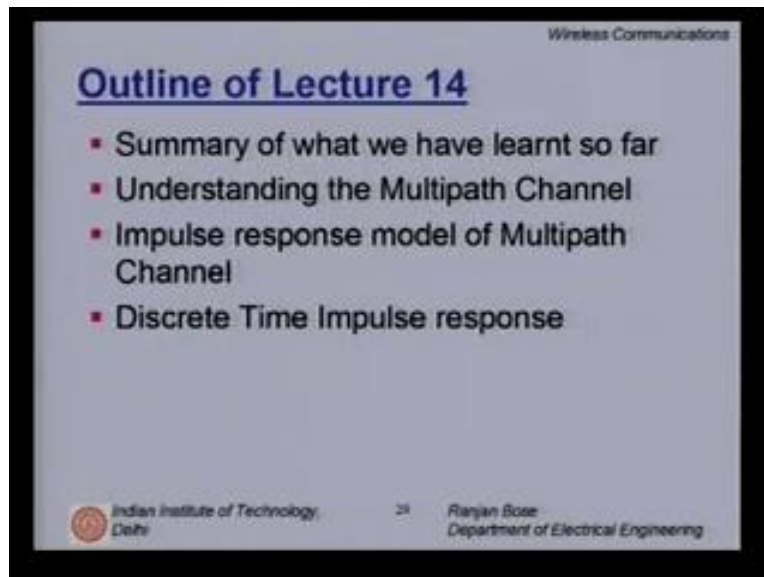 Wireless Communications
Outline of Lecture 14
▪ Summary of what we have learnt so far
▪ Understanding the Multipath Channel
▪ Impulse response model of Multipath
Channel
▪ Discrete Time Impulse response
Indian Institute of Technology,
Delhi
Ranjan Bose
Department of Electrical Engineering